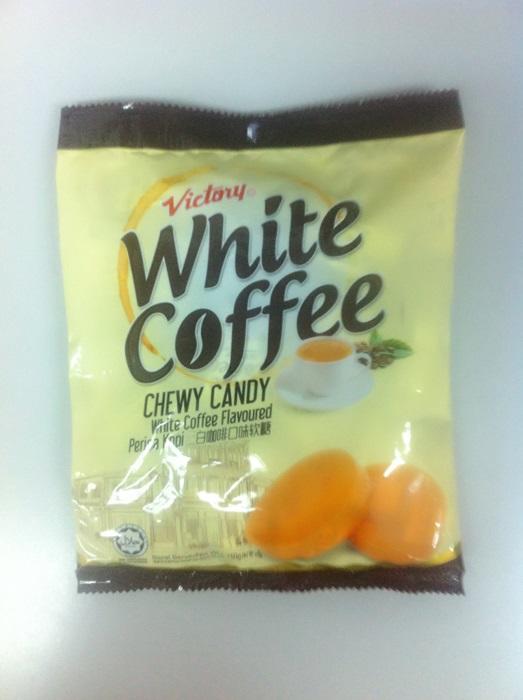 Victory
White
Coffee
CHEWY CANDY
White Coffee Flavoured
Perisa Kopi 白咖啡口味软糖